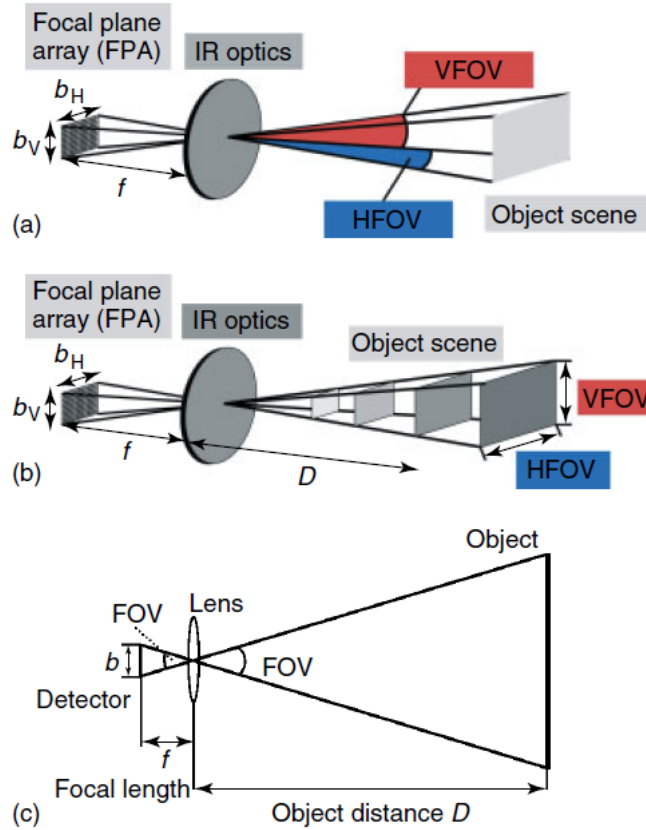 Focal plane
array (FPA)
IR optics
VFOV
b_H
b_V
f
HFOV
Object scene
(a)
Focal plane
array (FPA)
IR optics
Object scene
b_H
b_V
VFOV
f
D
HFOV
(b)
Object
Lens
FOV
b
FOV
Detector
f
Focal length
Object distance D
(c)